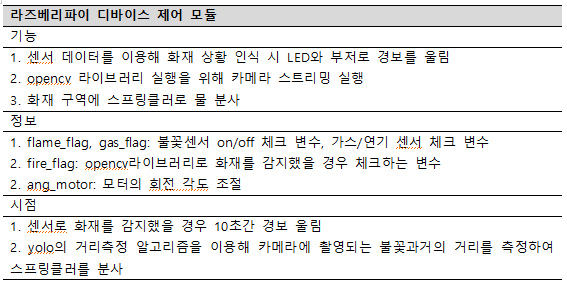 라즈베리파이 디바이스 제어 모듈
기능
1. 센서 데이터를 이용해 화재 상황 인식 시 LED와 부저로 경보를 울림
2. opencv 라이브러리 실행을 위해 카메라 스트리밍 실행
3. 화재 구역에 스프링클러로 물 분사
정보
1. flame_flag, gas_flag: 불꽃센서 on/off 체크 변수, 가스/연기 센서 체크 변수
2. fire_flag: opencv라이브러리로 화재를 감지했을 경우 체크하는 변수
2. ang_motor: 모터의 회전 각도 조절
시점
1. 센서로 화재를 감지했을 경우 10초간 경보 울림
2. yolo의 거리측정 알고리즘을 이용해 카메라에 촬영되는 불꽃과거의 거리를 측정하여
스프링클러를 분사